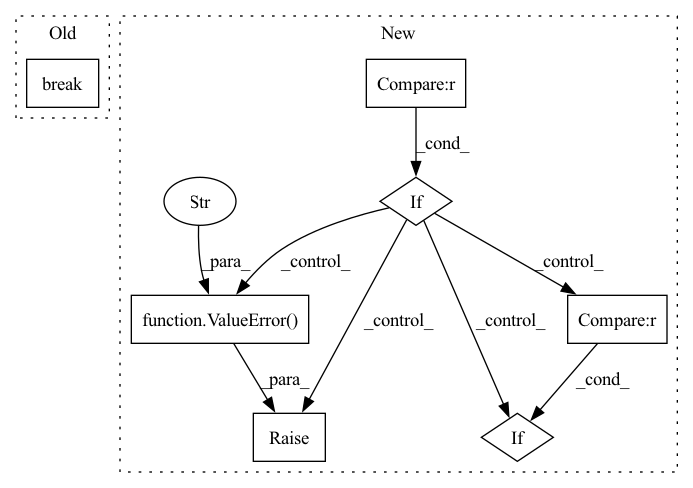 Old
New
break
Compare:r
_cond_
Str
If
_para_
_control_
_control_
function.ValueError()
_control_
_control_
Compare:r
_para_
_cond_
Raise
If